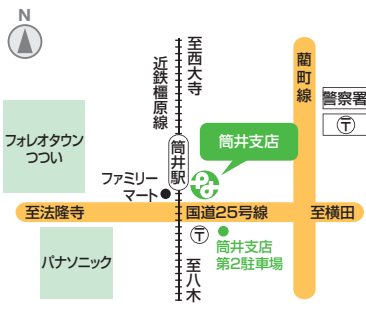 N
至西大寺
近鉄橿原線
藺町線
警察署
〒
フォレオタウン
つつい
筒井支店
筒井駅
ファミリー
マート
至法隆寺
国道25号線
至横田
〒
筒井支店
第2駐車場
パナソニック
至八木